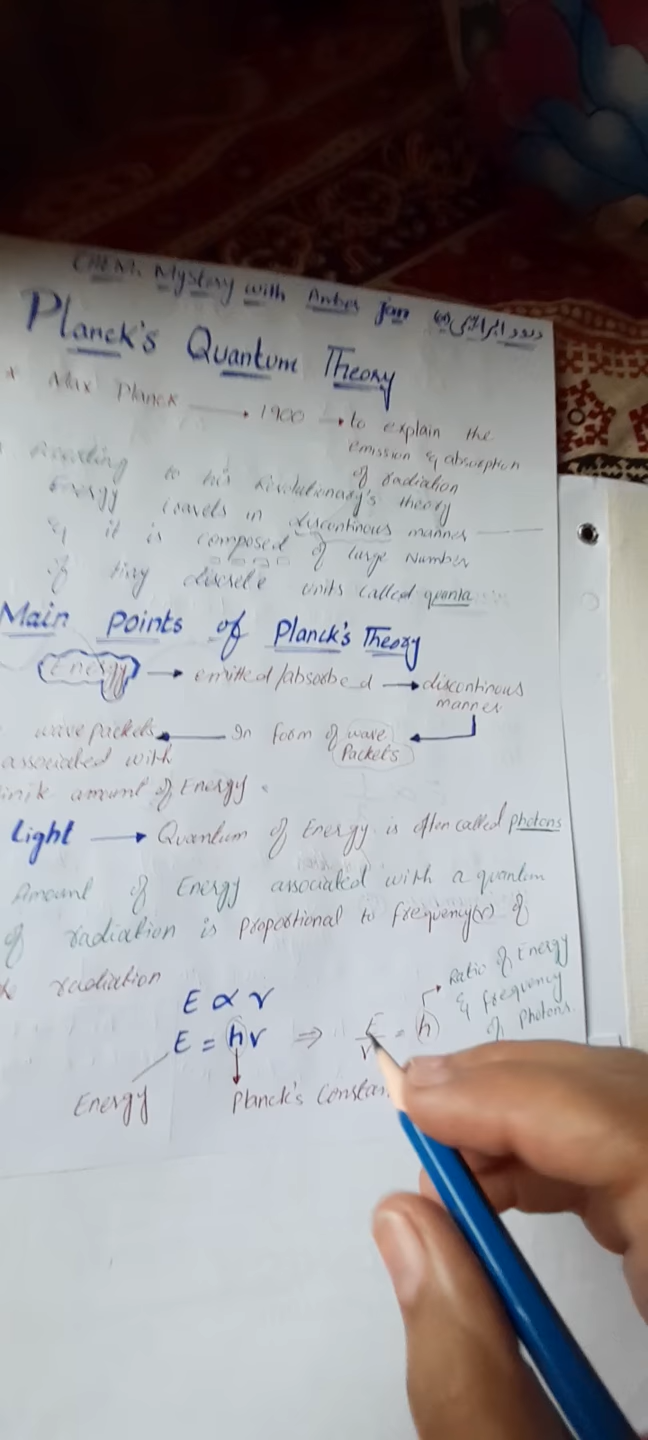 CHEM. Mystery with Amber Jan
Planck's Quantum Theory
* Max Planck → 1900 → to explain the
emission & absorption
of radiation
According to his Revolutionary's theory
Energy travels in discontinous manner
& it is composed of large number
of tiny discrete units called quanta
Main Points of Planck's Theory
Energy → emitted/absorbed → discontinous
manner
wave packets ← In form of wave
Packets
associated with
amount of Energy.
Light → Quantum of Energy is often called photons
Amount of Energy associated with a quantum
of radiation is proportional to frequency(ν) of
radiation
E ∝ ν
E = hν ⇒ E/ν = h
Ratio of Energy
& frequency
of Photons.
Energy
Planck's Constan